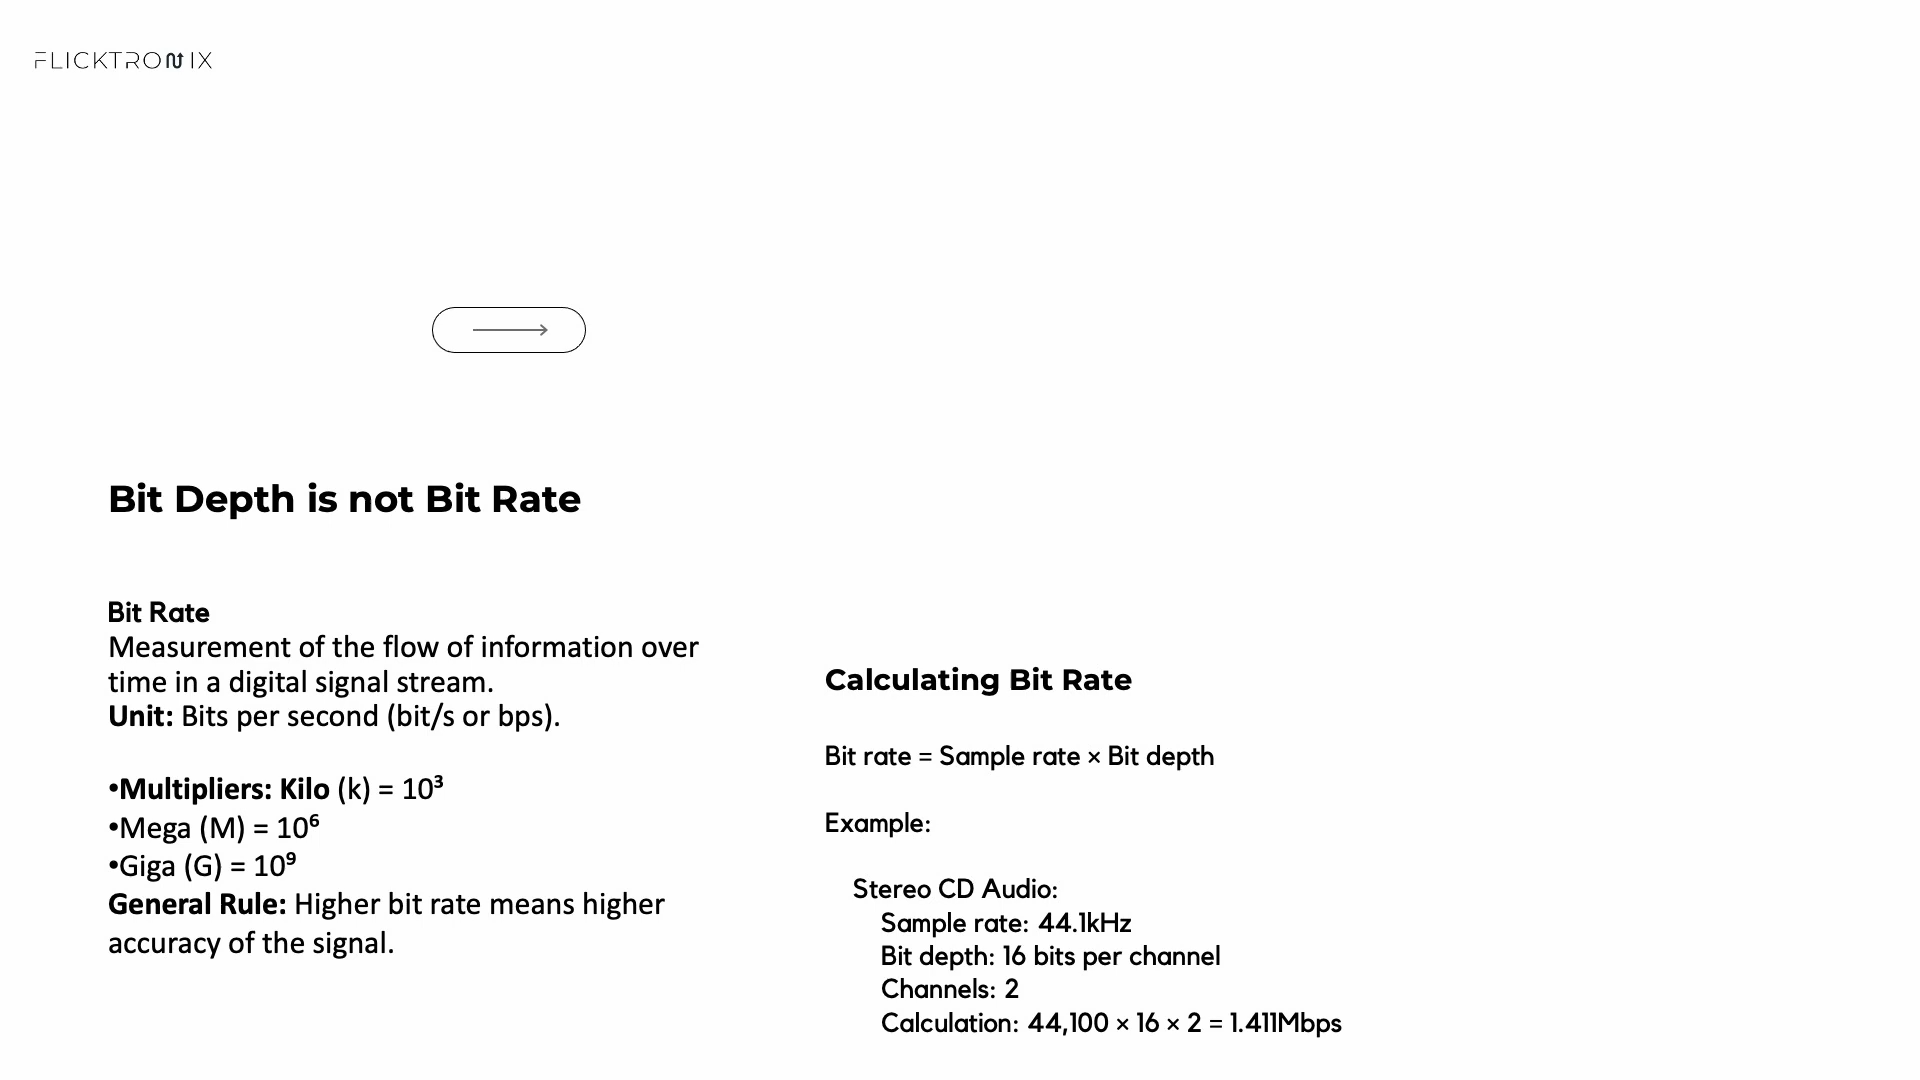 FLICKTRONIX
Bit Depth is not Bit Rate
Bit Rate
Measurement of the flow of information over
time in a digital signal stream.
Unit: Bits per second (bit/s or bps).
•Multipliers: Kilo (k) = 10³
•Mega (M) = 10⁶
•Giga (G) = 10⁹
General Rule: Higher bit rate means higher
accuracy of the signal.
Calculating Bit Rate
Bit rate = Sample rate × Bit depth
Example:
Stereo CD Audio:
Sample rate: 44.1kHz
Bit depth: 16 bits per channel
Channels: 2
Calculation: 44,100 × 16 × 2 = 1.411Mbps